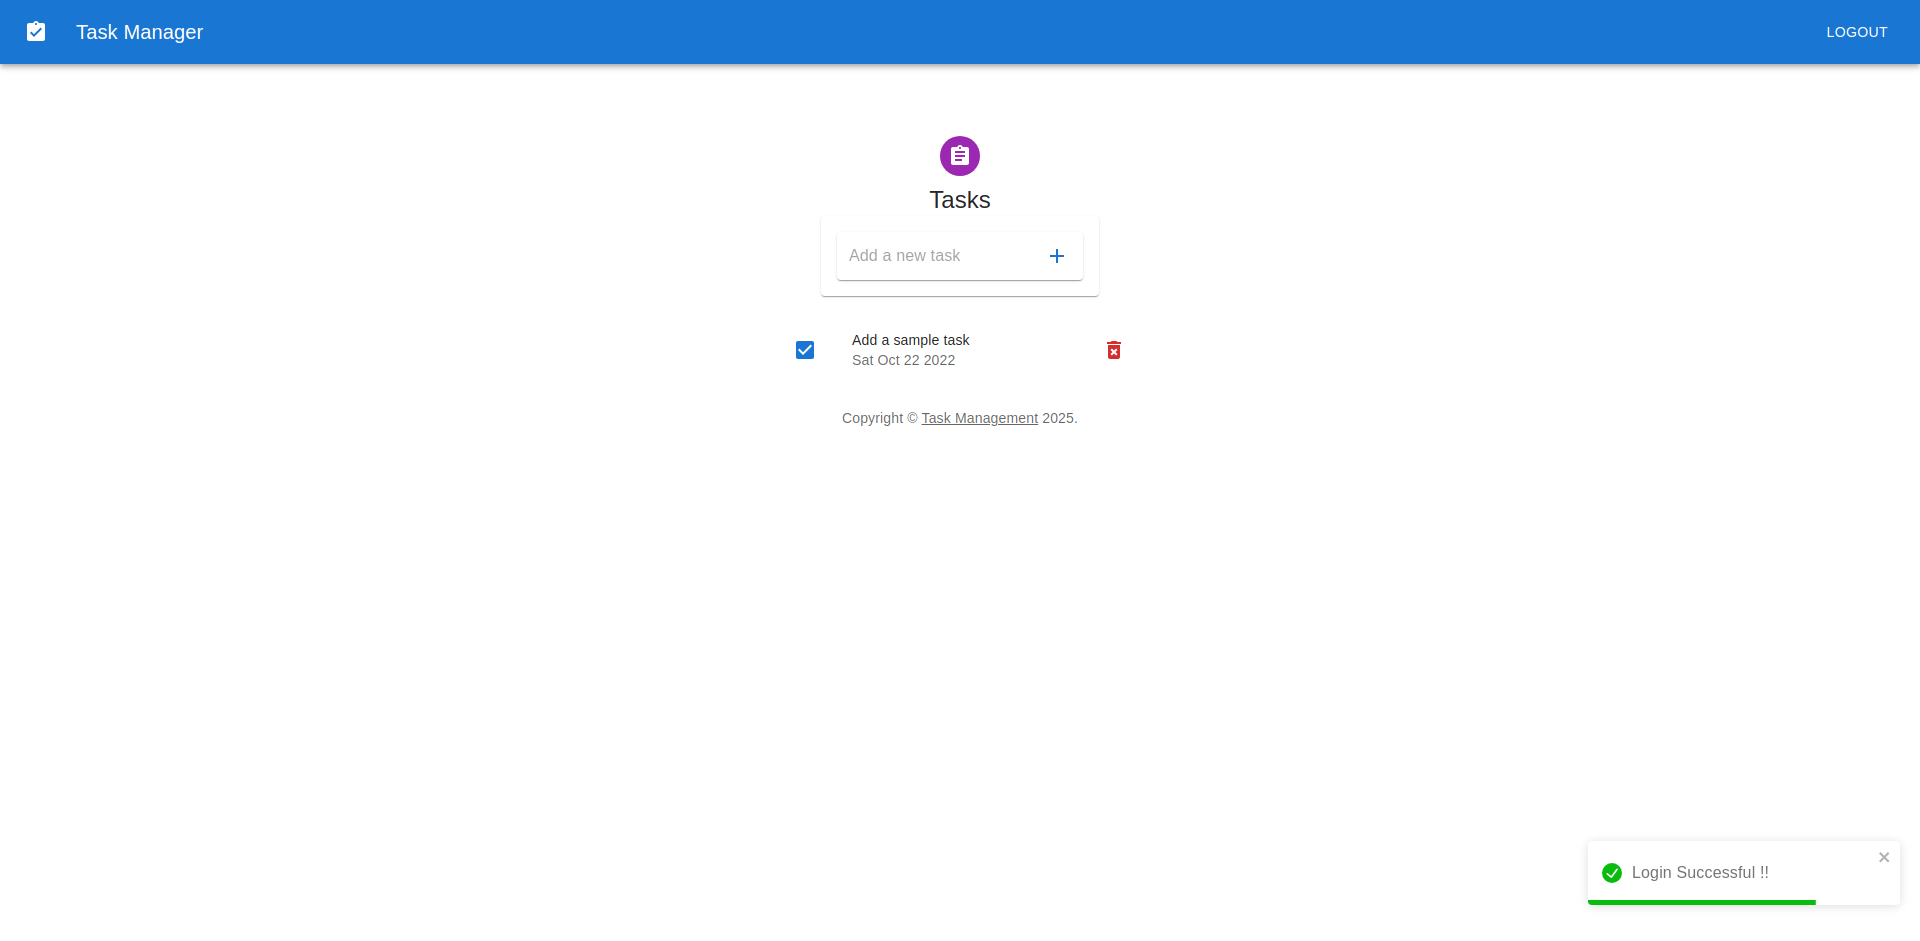 Task Manager
LOGOUT
Tasks
Add a new task
Add a sample task
Sat Oct 22 2022
Copyright © Task Management 2025.
Login Successful !!